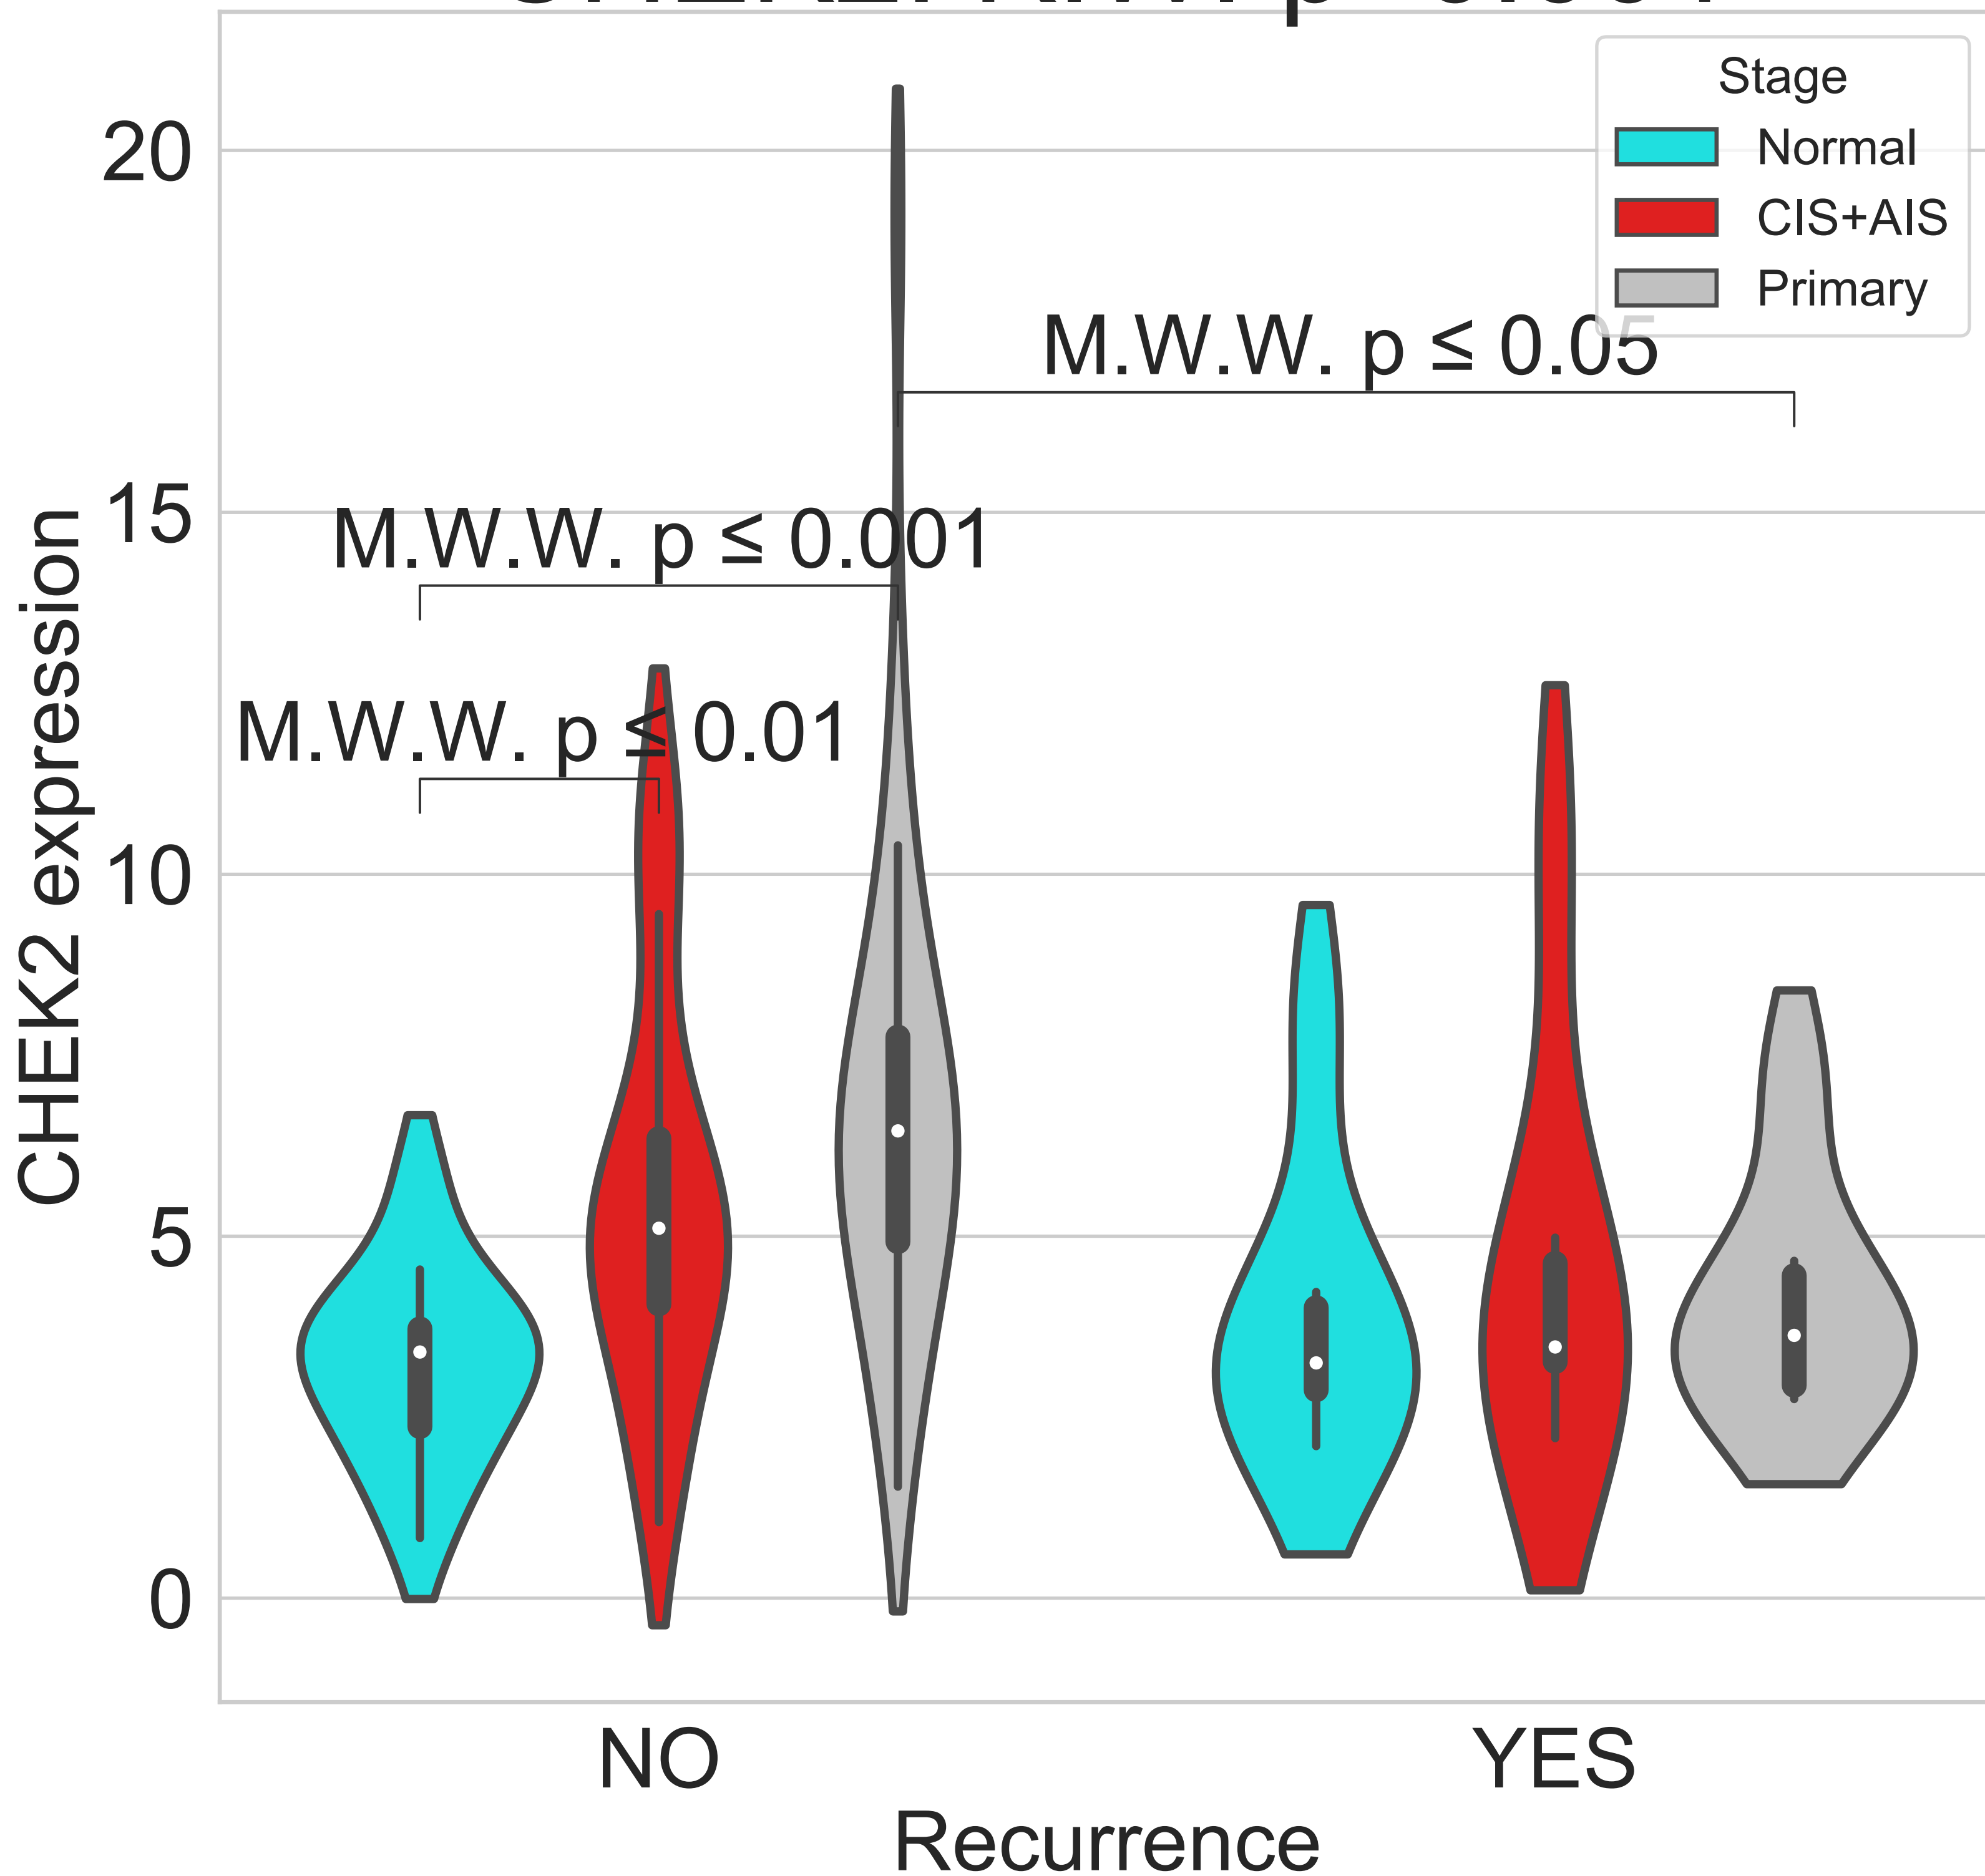 Stage
Normal
CIS+AIS
Primary
M.W.W. p ≤ 0.05
M.W.W. p ≤ 0.001
M.W.W. p ≤ 0.01
CHEK2 expression
20
15
10
5
0
NO
YES
Recurrence